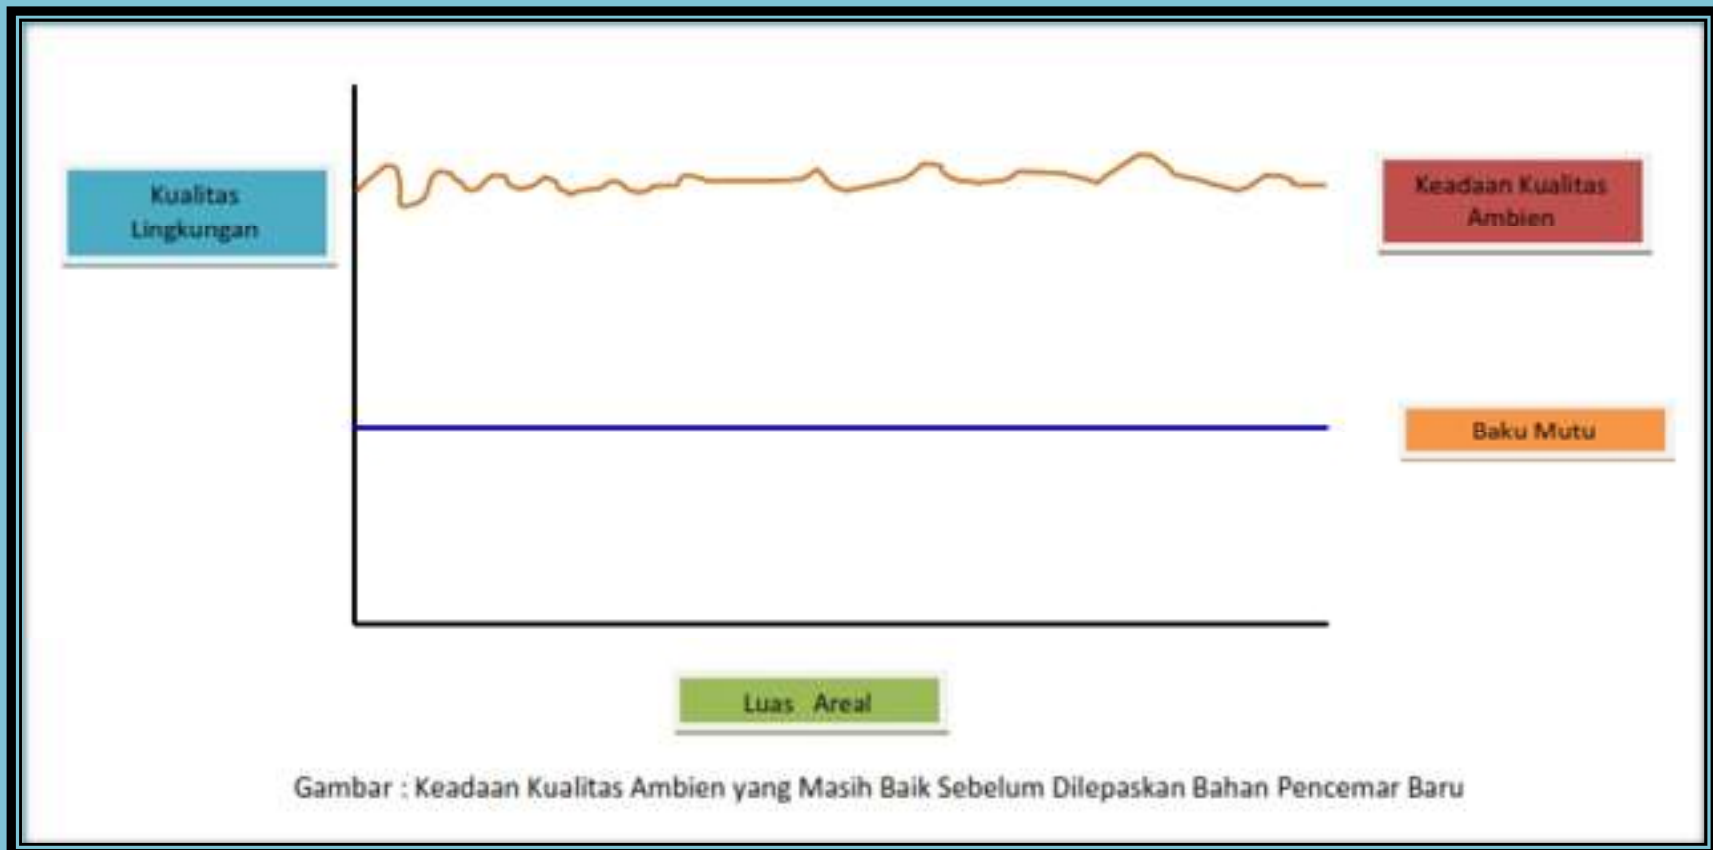 Kualitas
Lingkungan
Keadaan Kualitas
Ambien
Baku Mutu
Luas Areal
Gambar : Keadaan Kualitas Ambien yang Masih Baik Sebelum Dilepaskan Bahan Pencemar Baru